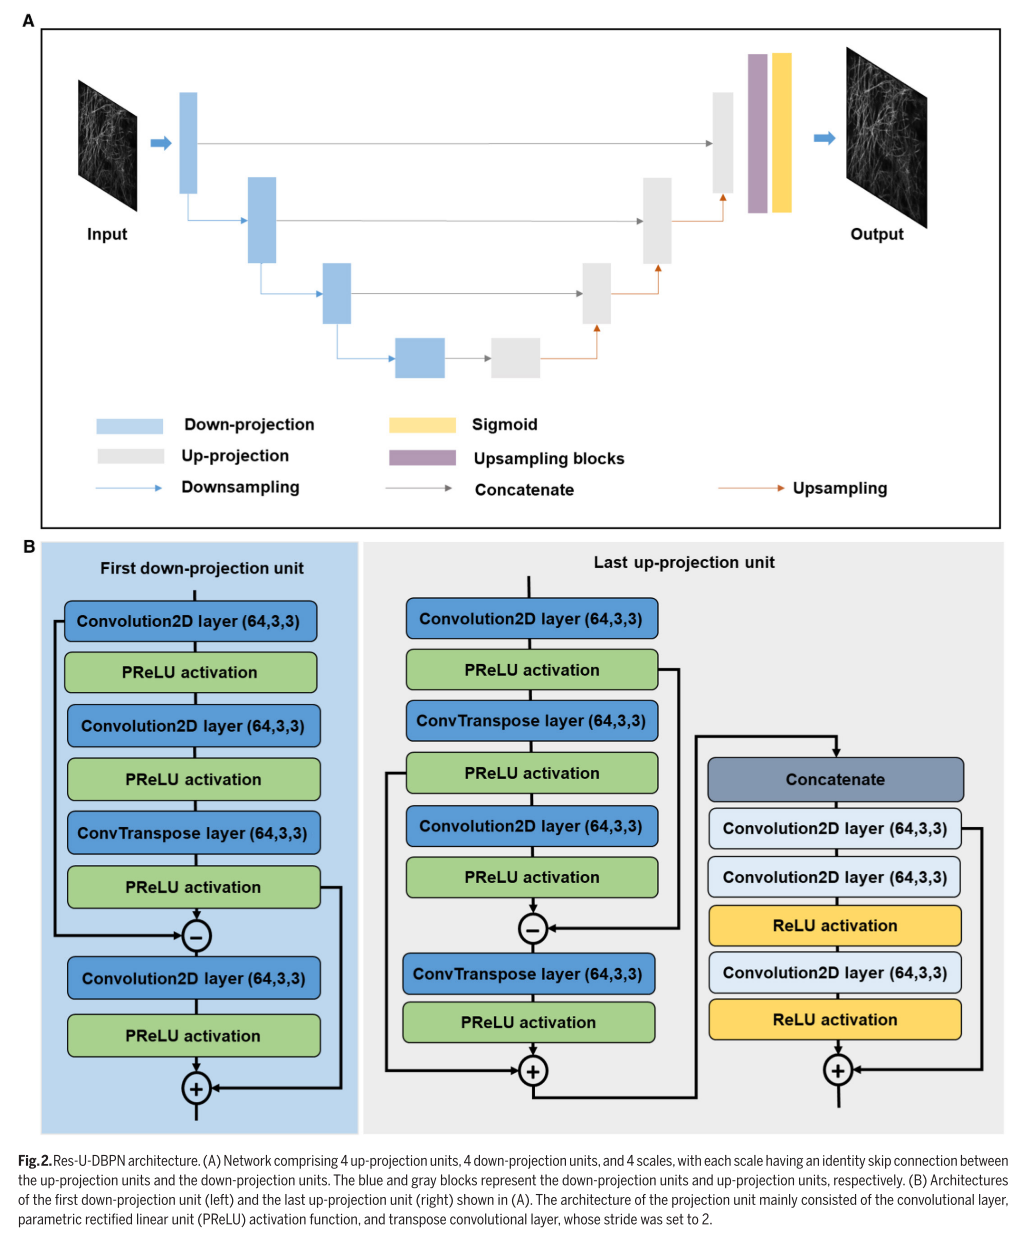 A
Input
Output
Down-projection
Sigmoid
Up-projection
Upsampling blocks
Downsampling
Concatenate
Upsampling
B
First down-projection unit
Convolution2D layer (64,3,3)
PReLU activation
Convolution2D layer (64,3,3)
PReLU activation
ConvTranspose layer (64,3,3)
PReLU activation
−
Convolution2D layer (64,3,3)
PReLU activation
+
Last up-projection unit
Convolution2D layer (64,3,3)
PReLU activation
ConvTranspose layer (64,3,3)
PReLU activation
Convolution2D layer (64,3,3)
PReLU activation
−
ConvTranspose layer (64,3,3)
PReLU activation
+
Concatenate
Convolution2D layer (64,3,3)
Convolution2D layer (64,3,3)
ReLU activation
Convolution2D layer (64,3,3)
ReLU activation
+
Fig. 2. Res-U-DBPN architecture. (A) Network comprising 4 up-projection units, 4 down-projection units, and 4 scales, with each scale having an identity skip connection between
the up-projection units and the down-projection units. The blue and gray blocks represent the down-projection units and up-projection units, respectively. (B) Architectures
of the first down-projection unit (left) and the last up-projection unit (right) shown in (A). The architecture of the projection unit mainly consisted of the convolutional layer,
parametric rectified linear unit (PReLU) activation function, and transpose convolutional layer, whose stride was set to 2.